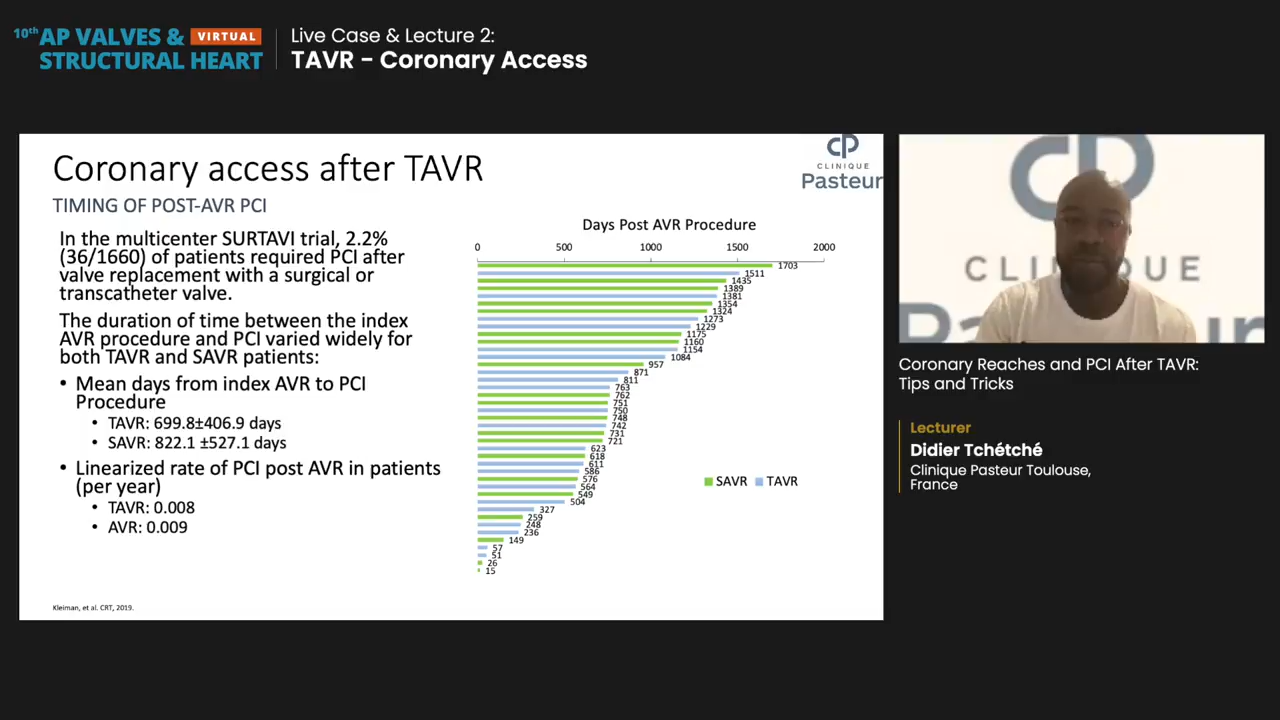 10th AP VALVES & VIRTUAL
STRUCTURAL HEART
Live Case & Lecture 2:
TAVR – Coronary Access
Coronary access after TAVR
TIMING OF POST-AVR PCI
CP
CLINIQUE
Pasteur
In the multicenter SURTAVI trial, 2.2%
(36/1660) of patients required PCI after
valve replacement with a surgical or
transcatheter valve.
The duration of time between the index
AVR procedure and PCI varied widely for
both TAVR and SAVR patients:
• Mean days from index AVR to PCI
Procedure
• TAVR: 699.8±406.9 days
• SAVR: 822.1 ±527.1 days
• Linearized rate of PCI post AVR in patients
(per year)
• TAVR: 0.008
• AVR: 0.009
Days Post AVR Procedure
0 500 1000 1500 2000
1703
1511
1435
1389
1381
1354
1324
1273
1229
1175
1160
1154
1084
957
871
811
763
762
751
750
748
742
731
721
623
618
611
586
576
564
549
504
327
259
248
236
149
57
51
26
15
SAVR TAVR
Kleiman, et al. CRT, 2019.
Coronary Reaches and PCI After TAVR:
Tips and Tricks
Lecturer
Didier Tchétché
Clinique Pasteur Toulouse,
France